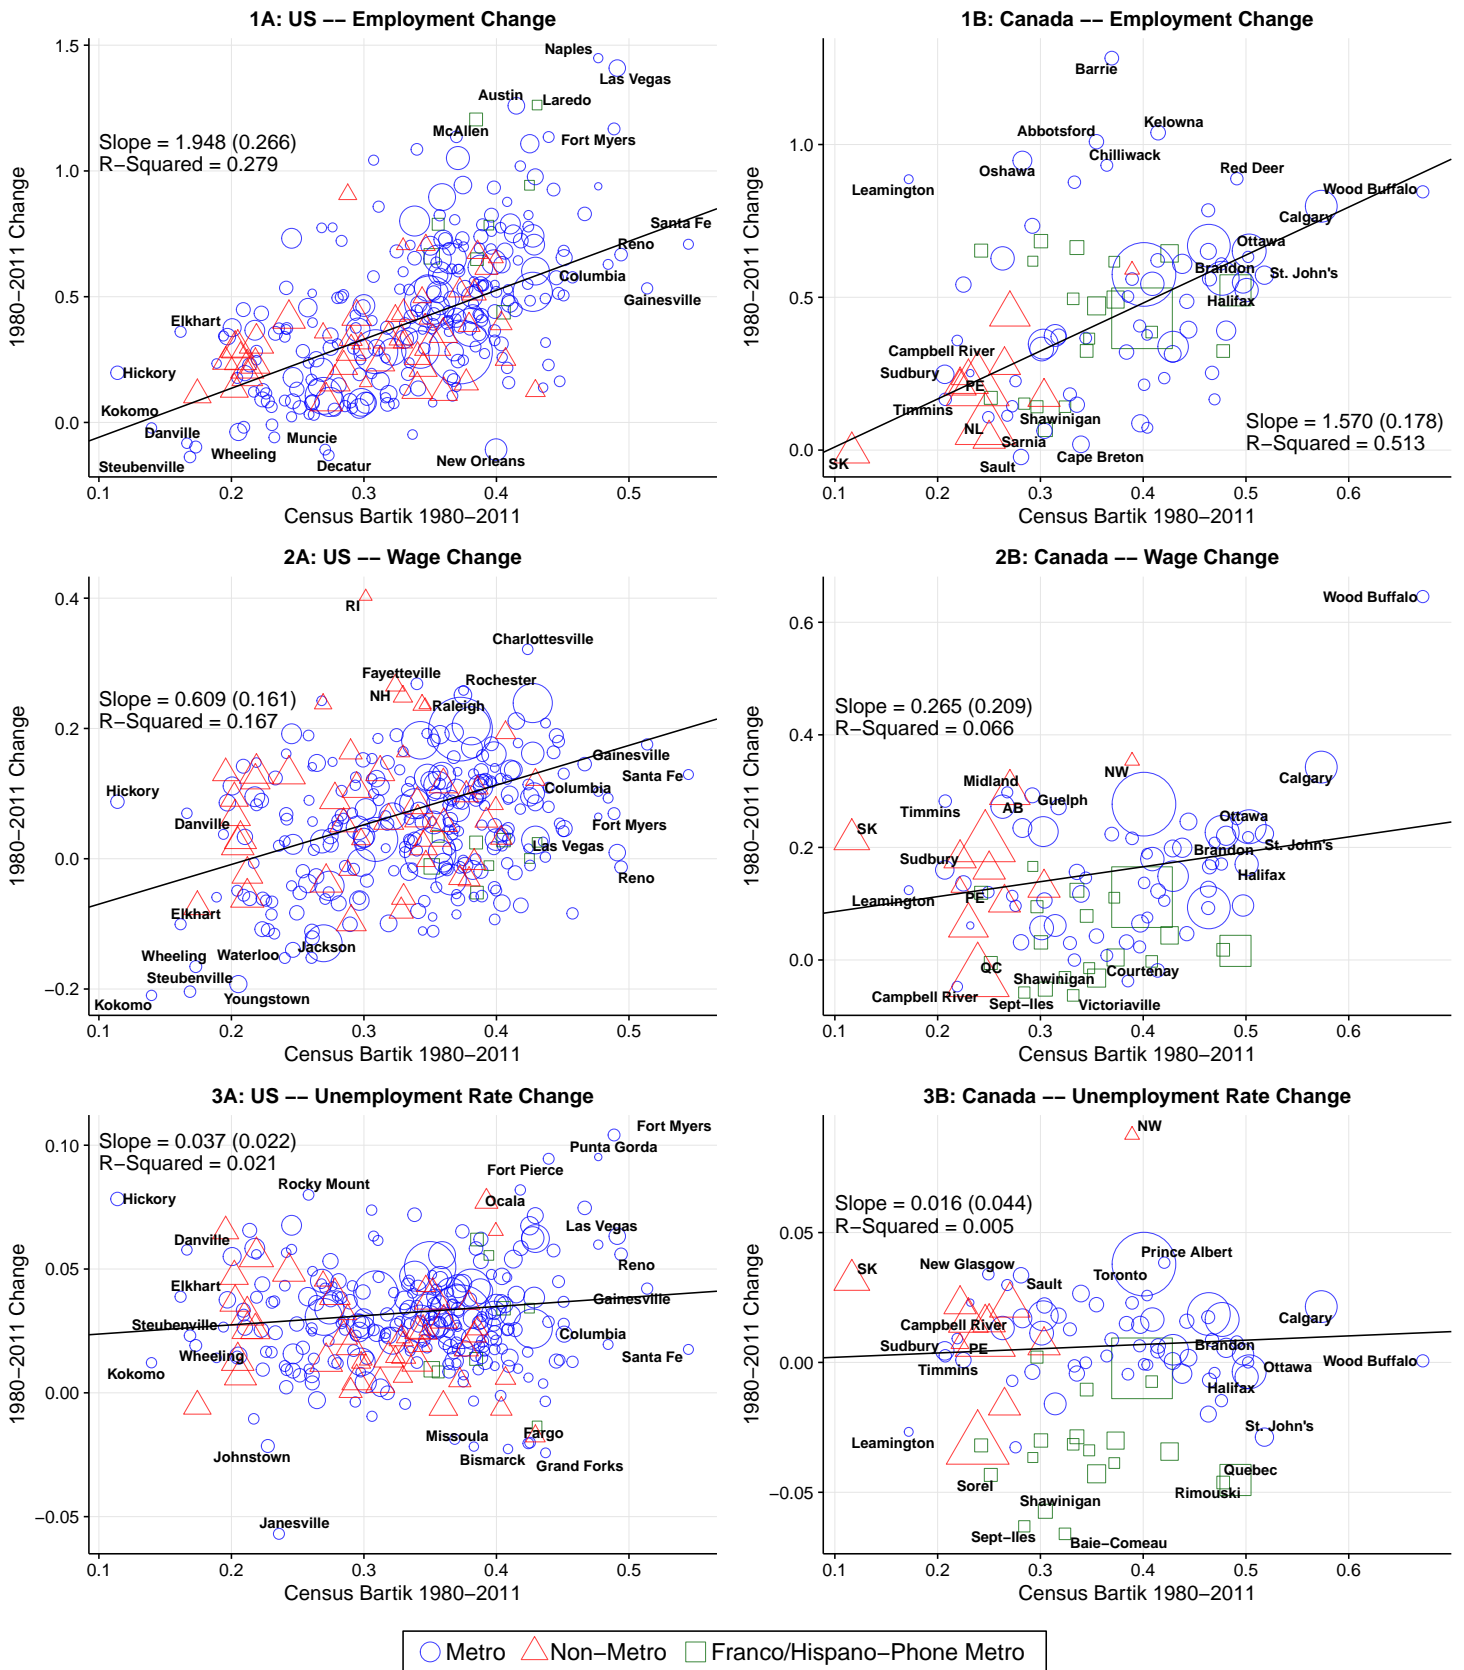 1A: US −− Employment Change
1980−2011 Change
1.5
1.0
0.5
0.0
Slope = 1.948 (0.266)
R−Squared = 0.279
Naples
Las Vegas
Austin
Laredo
McAllen
Fort Myers
Santa Fe
Reno
Columbia
Gainesville
Elkhart
Hickory
Kokomo
Danville
Steubenville
Wheeling
Muncie
Decatur
New Orleans
0.1 0.2 0.3 0.4 0.5
Census Bartik 1980−2011
1B: Canada −− Employment Change
1980−2011 Change
1.0
0.5
0.0
Barrie
Kelowna
Abbotsford
Chilliwack
Oshawa
Red Deer
Leamington
Wood Buffalo
Calgary
Ottawa
Brandon
St. John's
Halifax
Campbell River
Sudbury
PE
Timmins
Shawinigan
NL
Sarnia
SK
Sault
Cape Breton
Slope = 1.570 (0.178)
R−Squared = 0.513
0.1 0.2 0.3 0.4 0.5 0.6
Census Bartik 1980−2011
2A: US −− Wage Change
1980−2011 Change
0.4
0.2
0.0
−0.2
Slope = 0.609 (0.161)
R−Squared = 0.167
RI
Charlottesville
Fayetteville
Rochester
NH
Raleigh
Gainesville
Santa Fe
Columbia
Hickory
Danville
Fort Myers
Las Vegas
Reno
Elkhart
Wheeling
Waterloo
Jackson
Steubenville
Kokomo
Youngstown
0.1 0.2 0.3 0.4 0.5
Census Bartik 1980−2011
2B: Canada −− Wage Change
1980−2011 Change
0.6
0.4
0.2
0.0
Slope = 0.265 (0.209)
R−Squared = 0.066
Wood Buffalo
NW
Midland
Calgary
Timmins
AB
Guelph
SK
Ottawa
St. John's
Sudbury
Brandon
Halifax
Leamington
PE
QC
Shawinigan
Courtenay
Campbell River
Sept−Iles
Victoriaville
0.1 0.2 0.3 0.4 0.5 0.6
Census Bartik 1980−2011
3A: US −− Unemployment Rate Change
1980−2011 Change
0.10
0.05
0.00
−0.05
Slope = 0.037 (0.022)
R−Squared = 0.021
Fort Myers
Punta Gorda
Fort Pierce
Rocky Mount
Hickory
Ocala
Danville
Las Vegas
Reno
Elkhart
Gainesville
Steubenville
Columbia
Wheeling
Santa Fe
Kokomo
Missoula
Fargo
Johnstown
Bismarck
Grand Forks
Janesville
0.1 0.2 0.3 0.4 0.5
Census Bartik 1980−2011
3B: Canada −− Unemployment Rate Change
1980−2011 Change
0.05
0.00
−0.05
Slope = 0.016 (0.044)
R−Squared = 0.005
NW
Prince Albert
SK
New Glasgow
Toronto
Sault
Calgary
Campbell River
Sudbury
PE
Brandon
Timmins
Ottawa
Wood Buffalo
Halifax
Leamington
St. John's
Sorel
Quebec
Rimouski
Shawinigan
Sept−Iles
Baie−Comeau
0.1 0.2 0.3 0.4 0.5 0.6
Census Bartik 1980−2011
Metro Non−Metro Franco/Hispano−Phone Metro